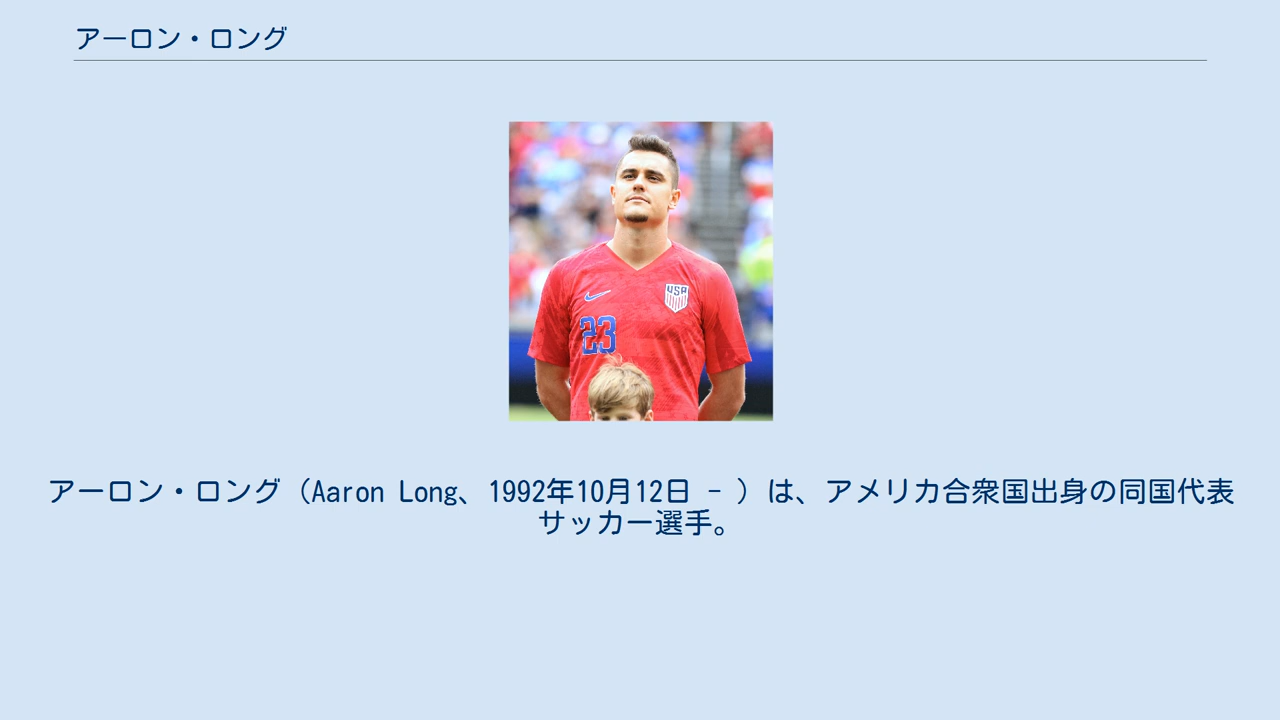 アーロン・ロング
USA
23
アーロン・ロング（Aaron Long、1992年10月12日 - ）は、アメリカ合衆国出身の同国代表
サッカー選手。